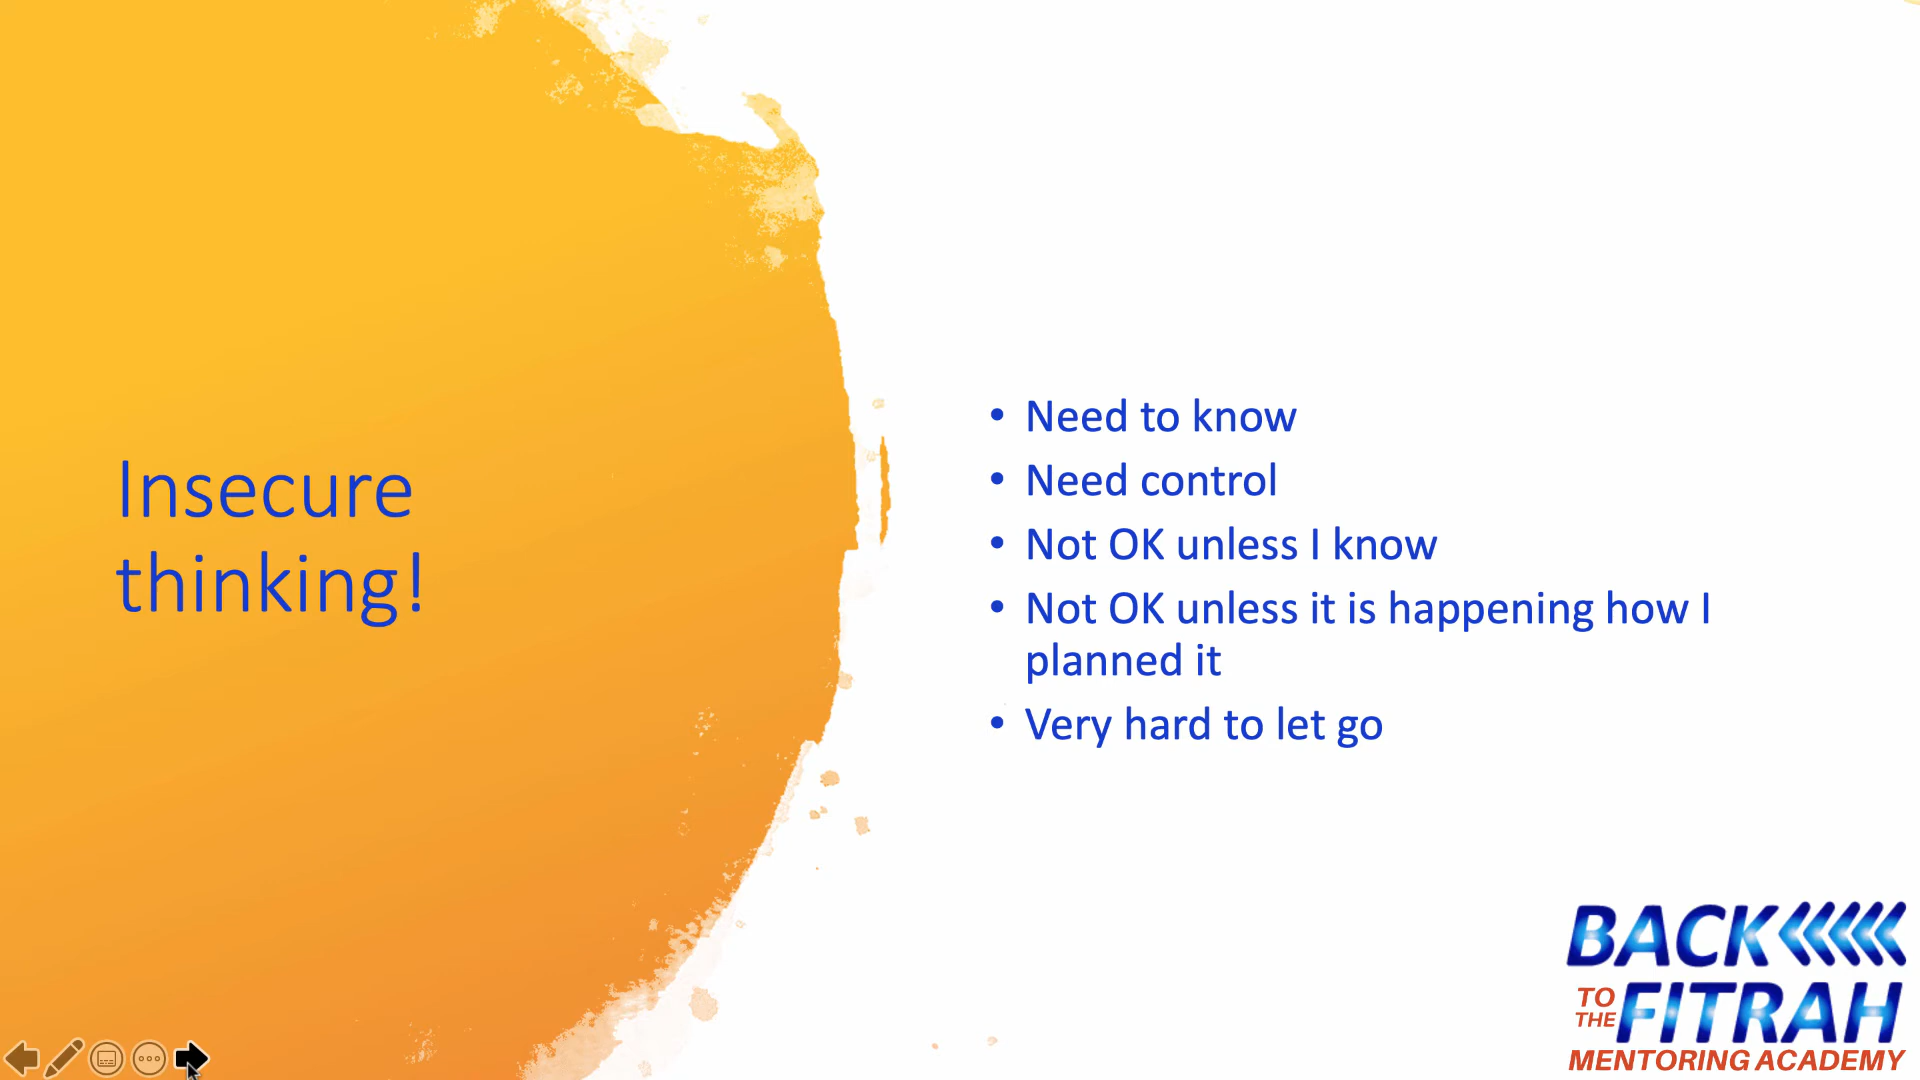 Insecure
thinking!
• Need to know
• Need control
• Not OK unless I know
• Not OK unless it is happening how I
planned it
• Very hard to let go
BACK
TO THE FITRAH
MENTORING ACADEMY